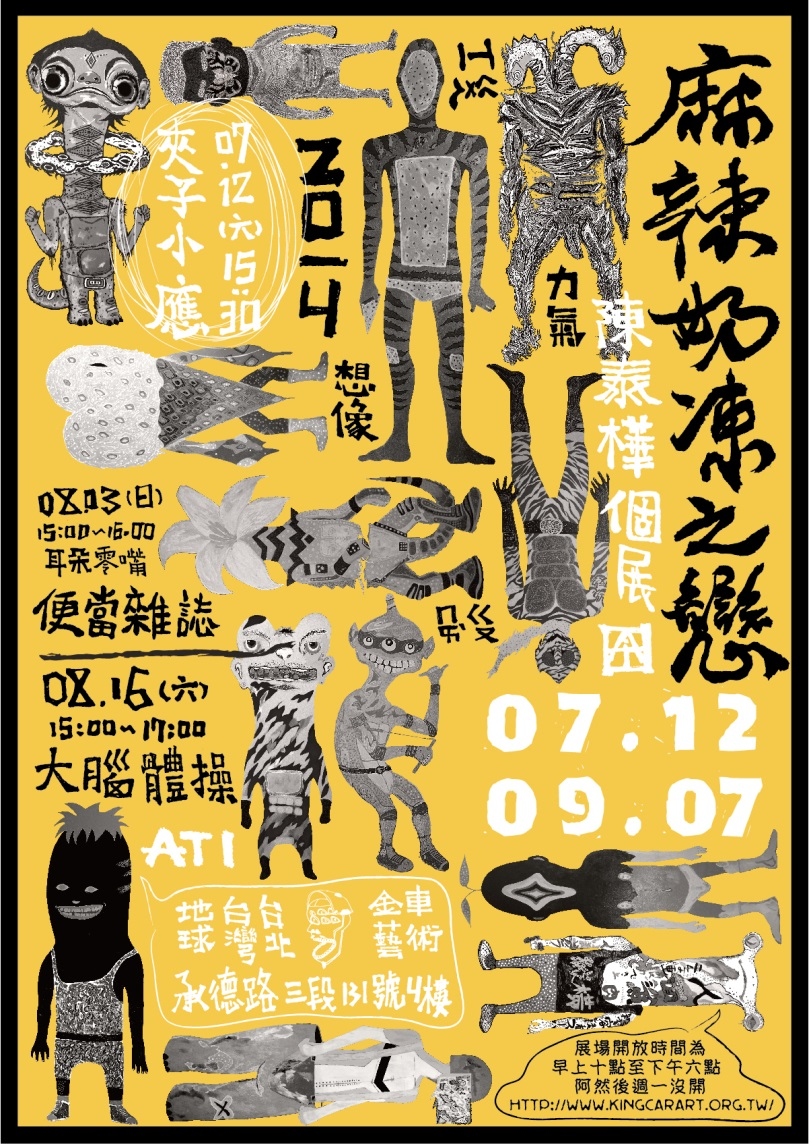 麻辣奶凍之戀
陳泰樺個展
2014
07.12(六)15:30
夾子小應
力氣
想像
08.03(日)
15:00~16:00
耳朵零嘴
便當雜誌
08.16(六)
15:00~17:00
大腦體操
ATI
07.12
09.07
地球
台灣
台北
金車
藝術
承德路三段131號4樓
展場開放時間為
早上十點至下午六點
阿然後週一沒開
HTTP://WWW.KINGCARART.ORG.TW/